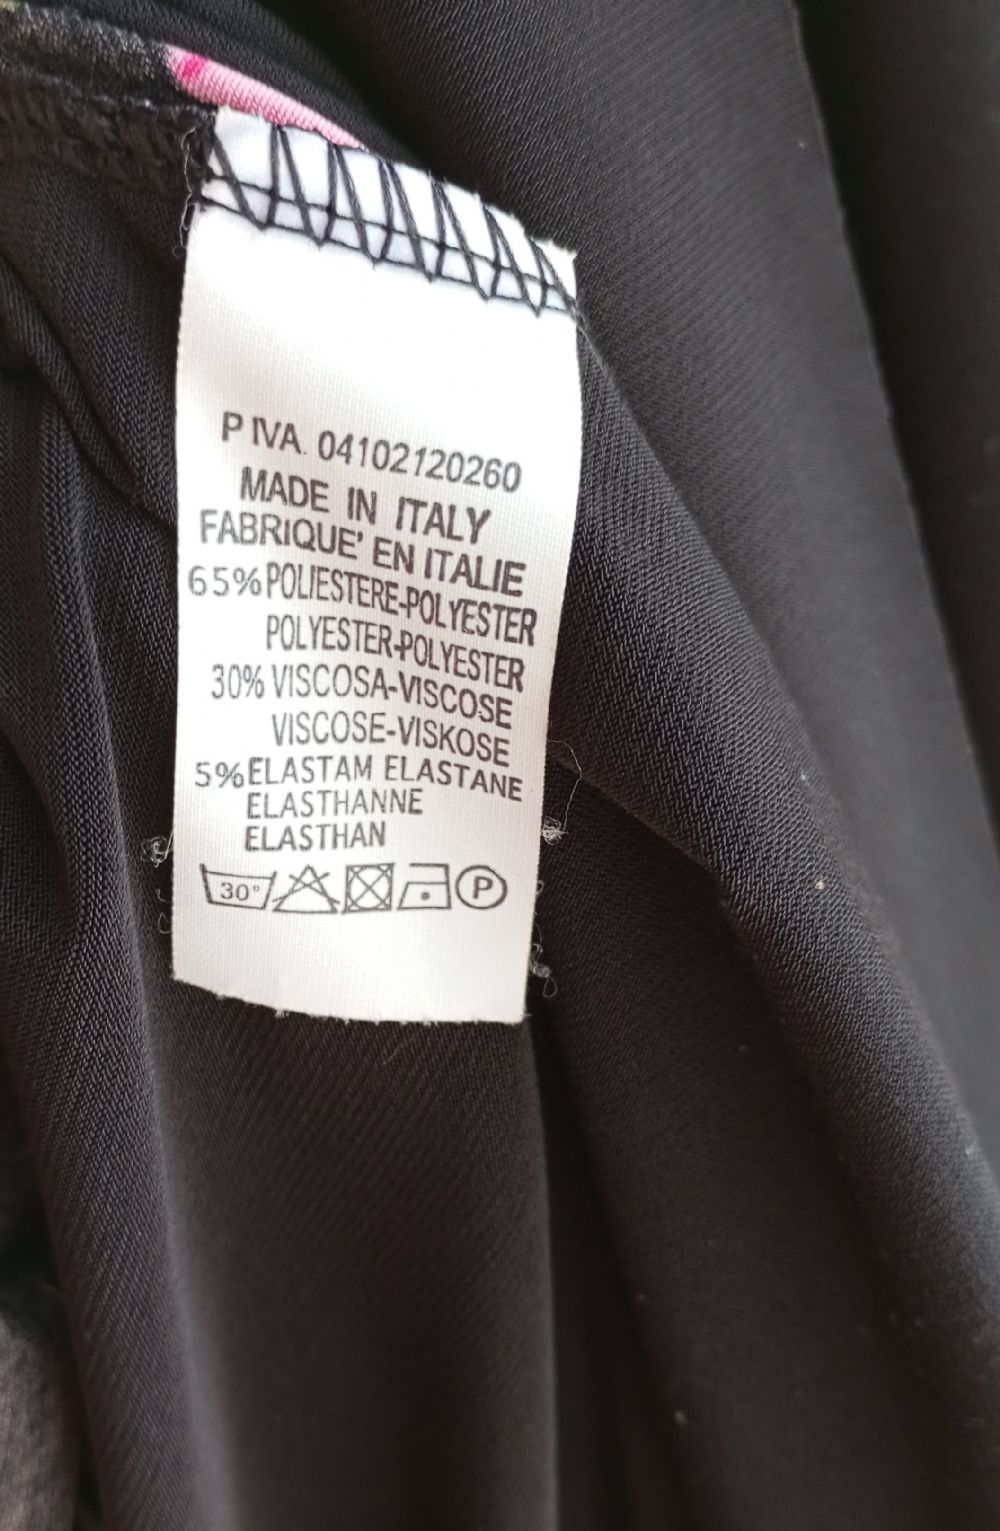 P IVA. 04102120260
MADE IN ITALY
FABRIQUE' EN ITALIE
65% POLIESTERE-POLYESTER
POLYESTER-POLYESTER
30% VISCOSA-VISCOSE
VISCOSE-VISKOSE
5% ELASTAM ELASTANE
ELASTHANNE
ELASTHAN
30° P